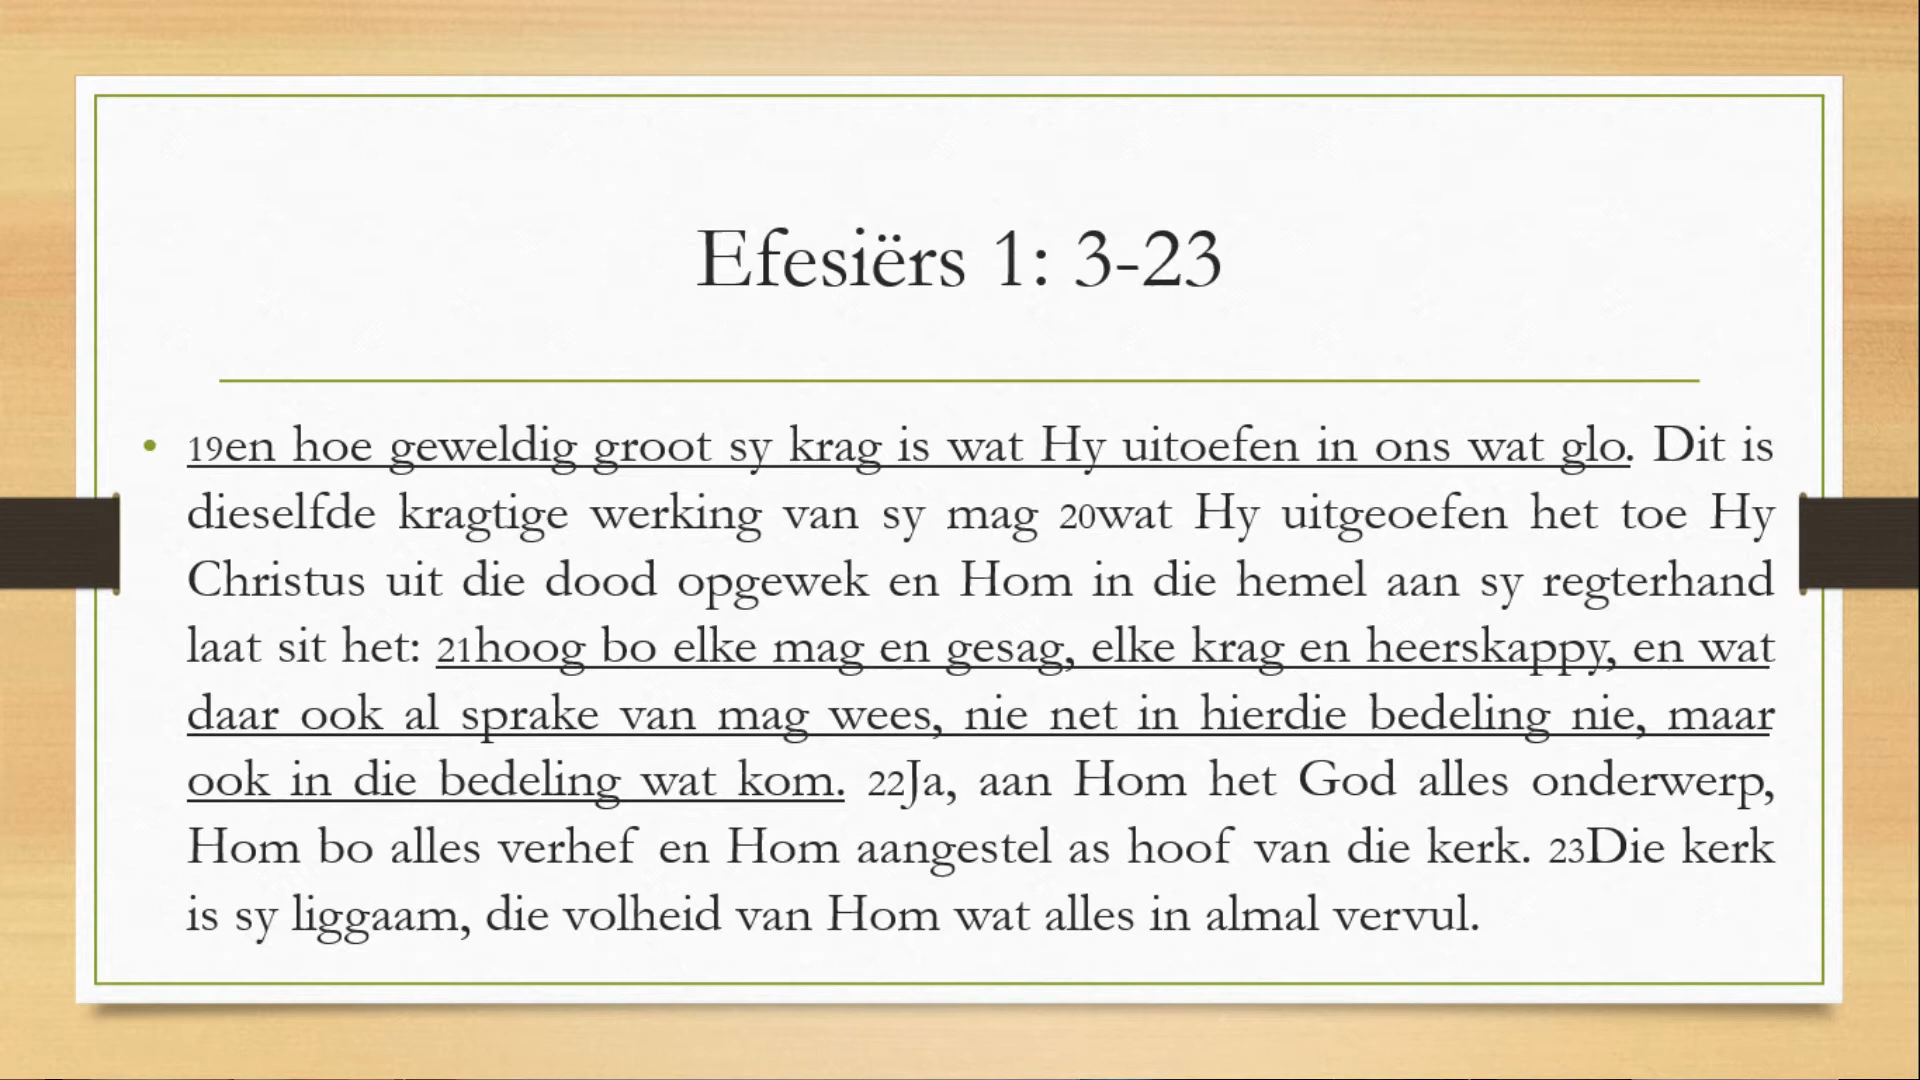 Efesiërs 1: 3-23
• 19en hoe geweldig groot sy krag is wat Hy uitoefen in ons wat glo. Dit is
dieselfde kragtige werking van sy mag 20wat Hy uitgeoefen het toe Hy
Christus uit die dood opgewek en Hom in die hemel aan sy regterhand
laat sit het: 21hoog bo elke mag en gesag, elke krag en heerskappy, en wat
daar ook al sprake van mag wees, nie net in hierdie bedeling nie, maar
ook in die bedeling wat kom. 22Ja, aan Hom het God alles onderwerp,
Hom bo alles verhef en Hom aangestel as hoof van die kerk. 23Die kerk
is sy liggaam, die volheid van Hom wat alles in almal vervul.